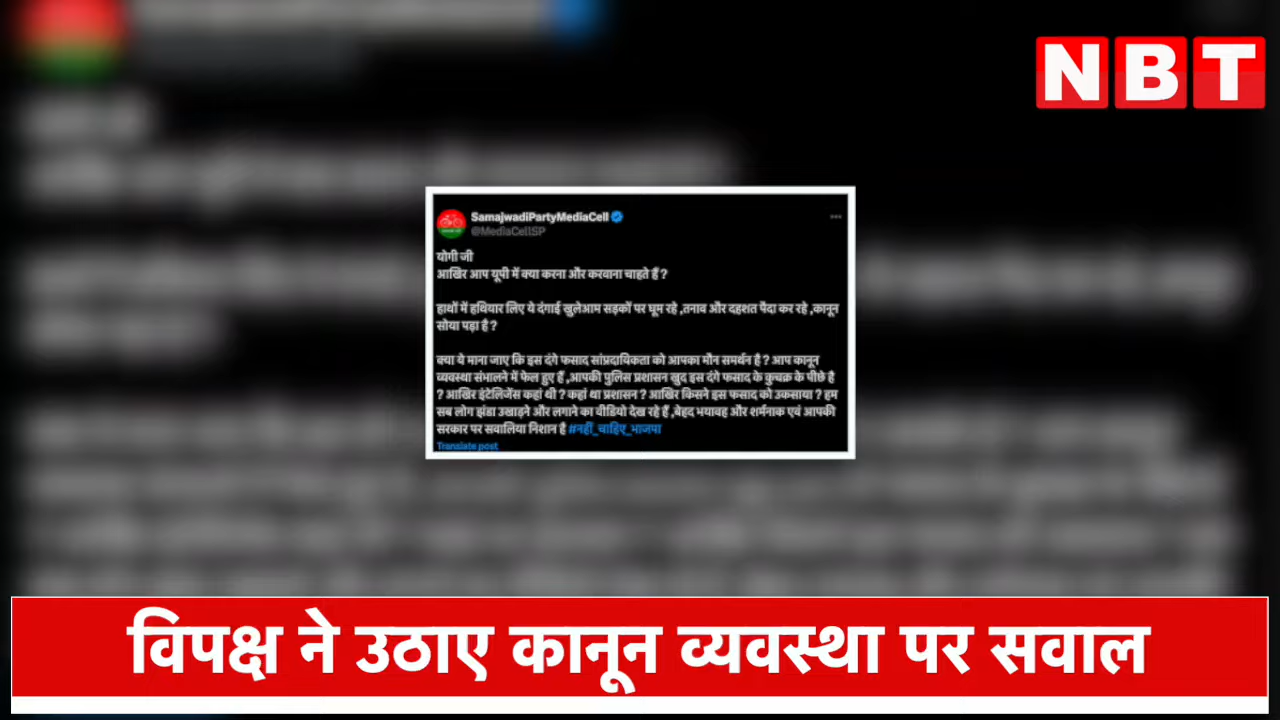 NBT
SamajwadiPartyMediaCell
@MediaCellSP
योगी जी
आखिर आप यूपी में क्या करना और करवाना चाहते हैं ?
हाथों में हथियार लिए ये दंगाई खुलेआम सड़कों पर घूम रहे ,तनाव और दहशत पैदा कर रहे ,कानून
सोया पड़ा है ?
क्या ये माना जाए कि इस दंगे फसाद सांप्रदायिकता को आपका मौन समर्थन है ? आप कानून
व्यवस्था संभालने में फेल हुए हैं ,आपकी पुलिस प्रशासन खुद इस दंगे फसाद के कुचक्र के पीछे है
? आखिर इंटेलिजेंस कहां थी ? कहां था प्रशासन ? आखिर किसने इस फसाद को उकसाया ? हम
सब लोग झंडा उखाड़ने और लगाने का वीडियो देख रहे हैं ,बेहद भयावह और शर्मनाक एवं आपकी
सरकार पर सवालिया निशान है #नहीं_चाहिए_भाजपा
Translate post
विपक्ष ने उठाए कानून व्यवस्था पर सवाल